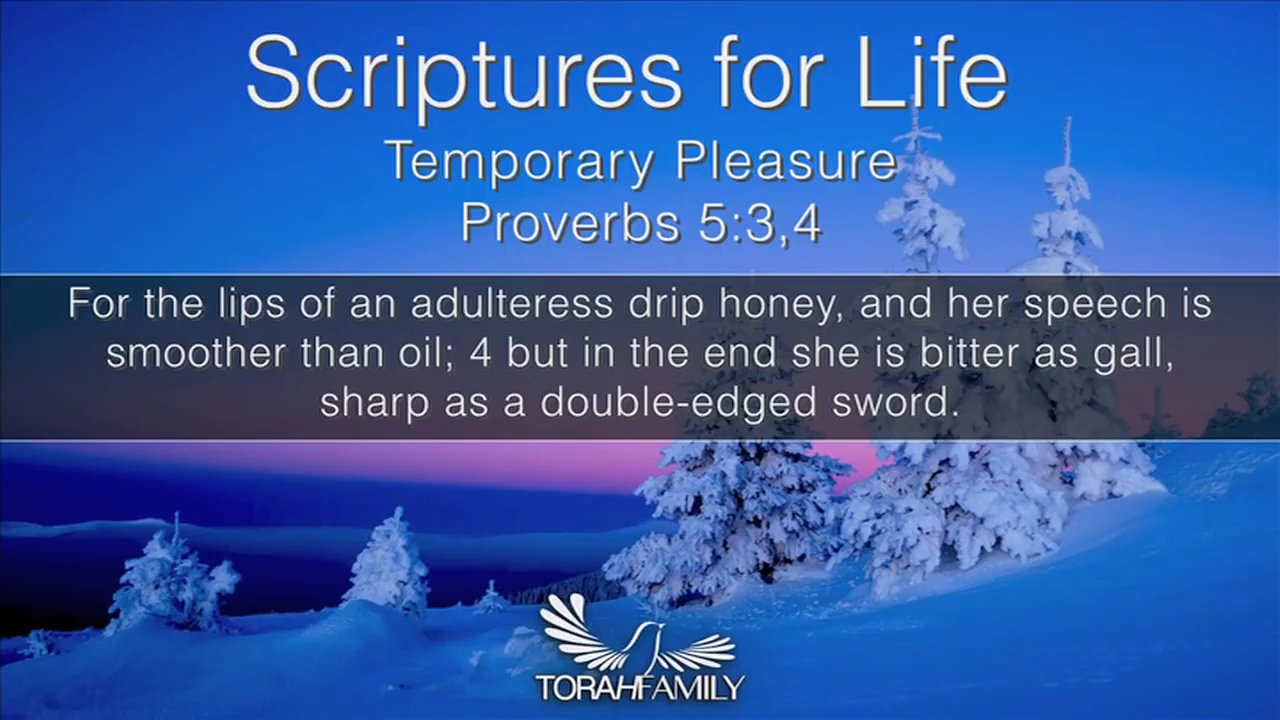 Scriptures for Life
Temporary Pleasure
Proverbs 5:3,4
For the lips of an adulteress drip honey, and her speech is
smoother than oil; 4 but in the end she is bitter as gall,
sharp as a double-edged sword.
TORAHFAMILY